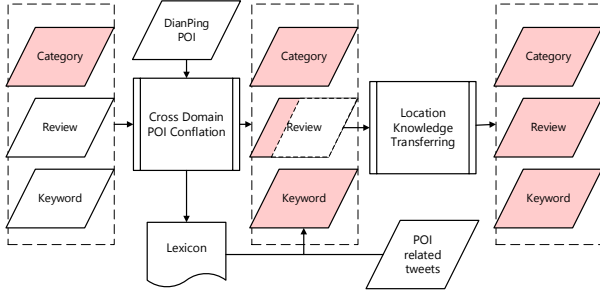 DianPing
POI
Category
Review
Keyword
Cross Domain
POI Conflation
Lexicon
Category
Review
Keyword
Location
Knowledge
Transferring
POI
related
tweets
Category
Review
Keyword